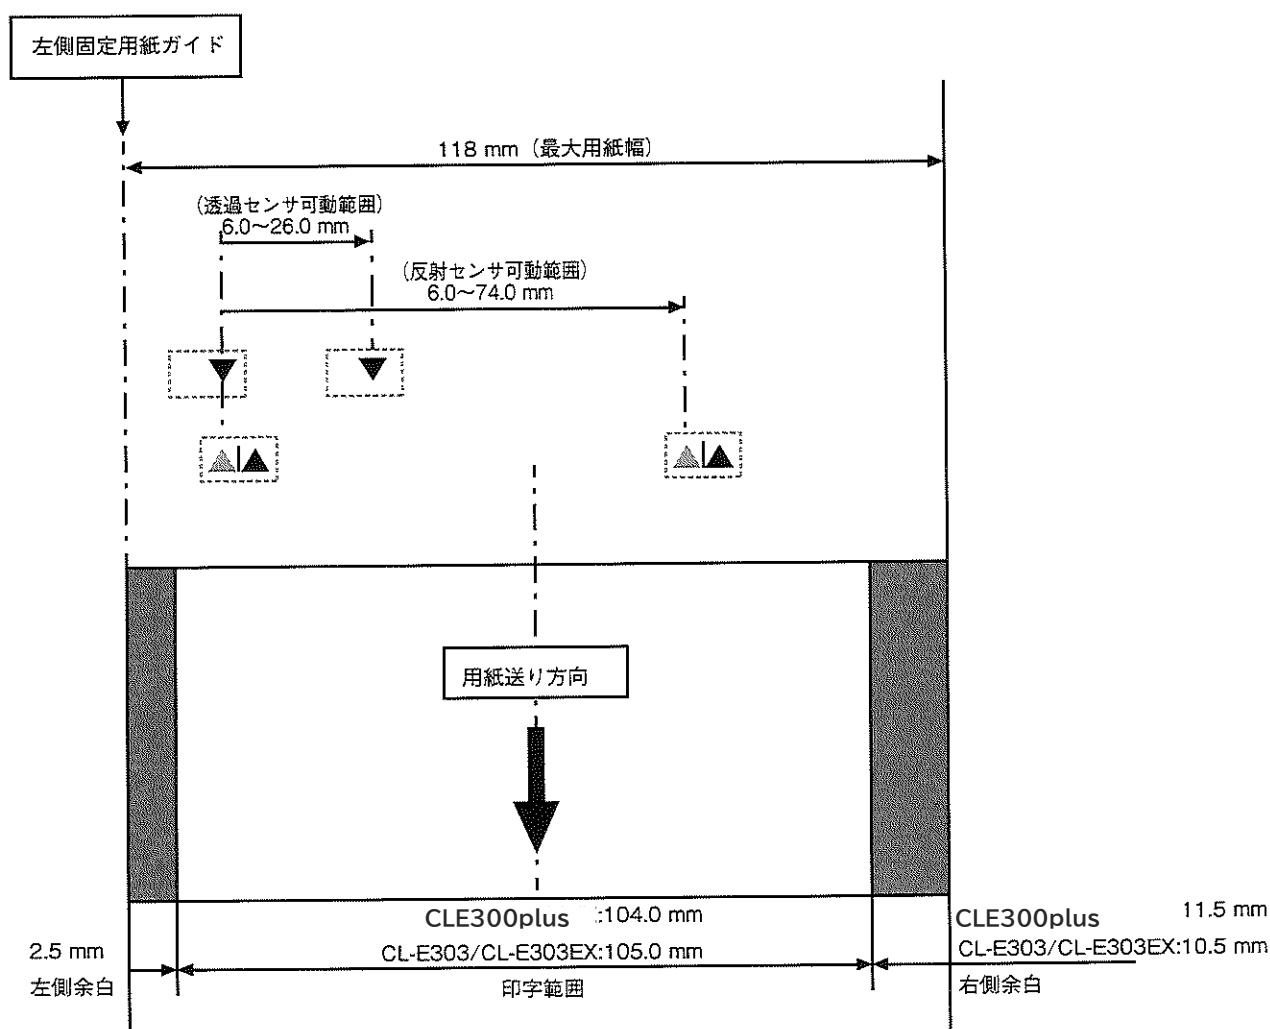 左側固定用紙ガイド
118 mm（最大用紙幅）
（透過センサ可動範囲）
6.0～26.0 mm
（反射センサ可動範囲）
6.0～74.0 mm
用紙送り方向
CLE300plus :104.0 mm
CLE300plus 11.5 mm
2.5 mm
CL-E303/CL-E303EX:105.0 mm
CL-E303/CL-E303EX:10.5 mm
左側余白
印字範囲
右側余白